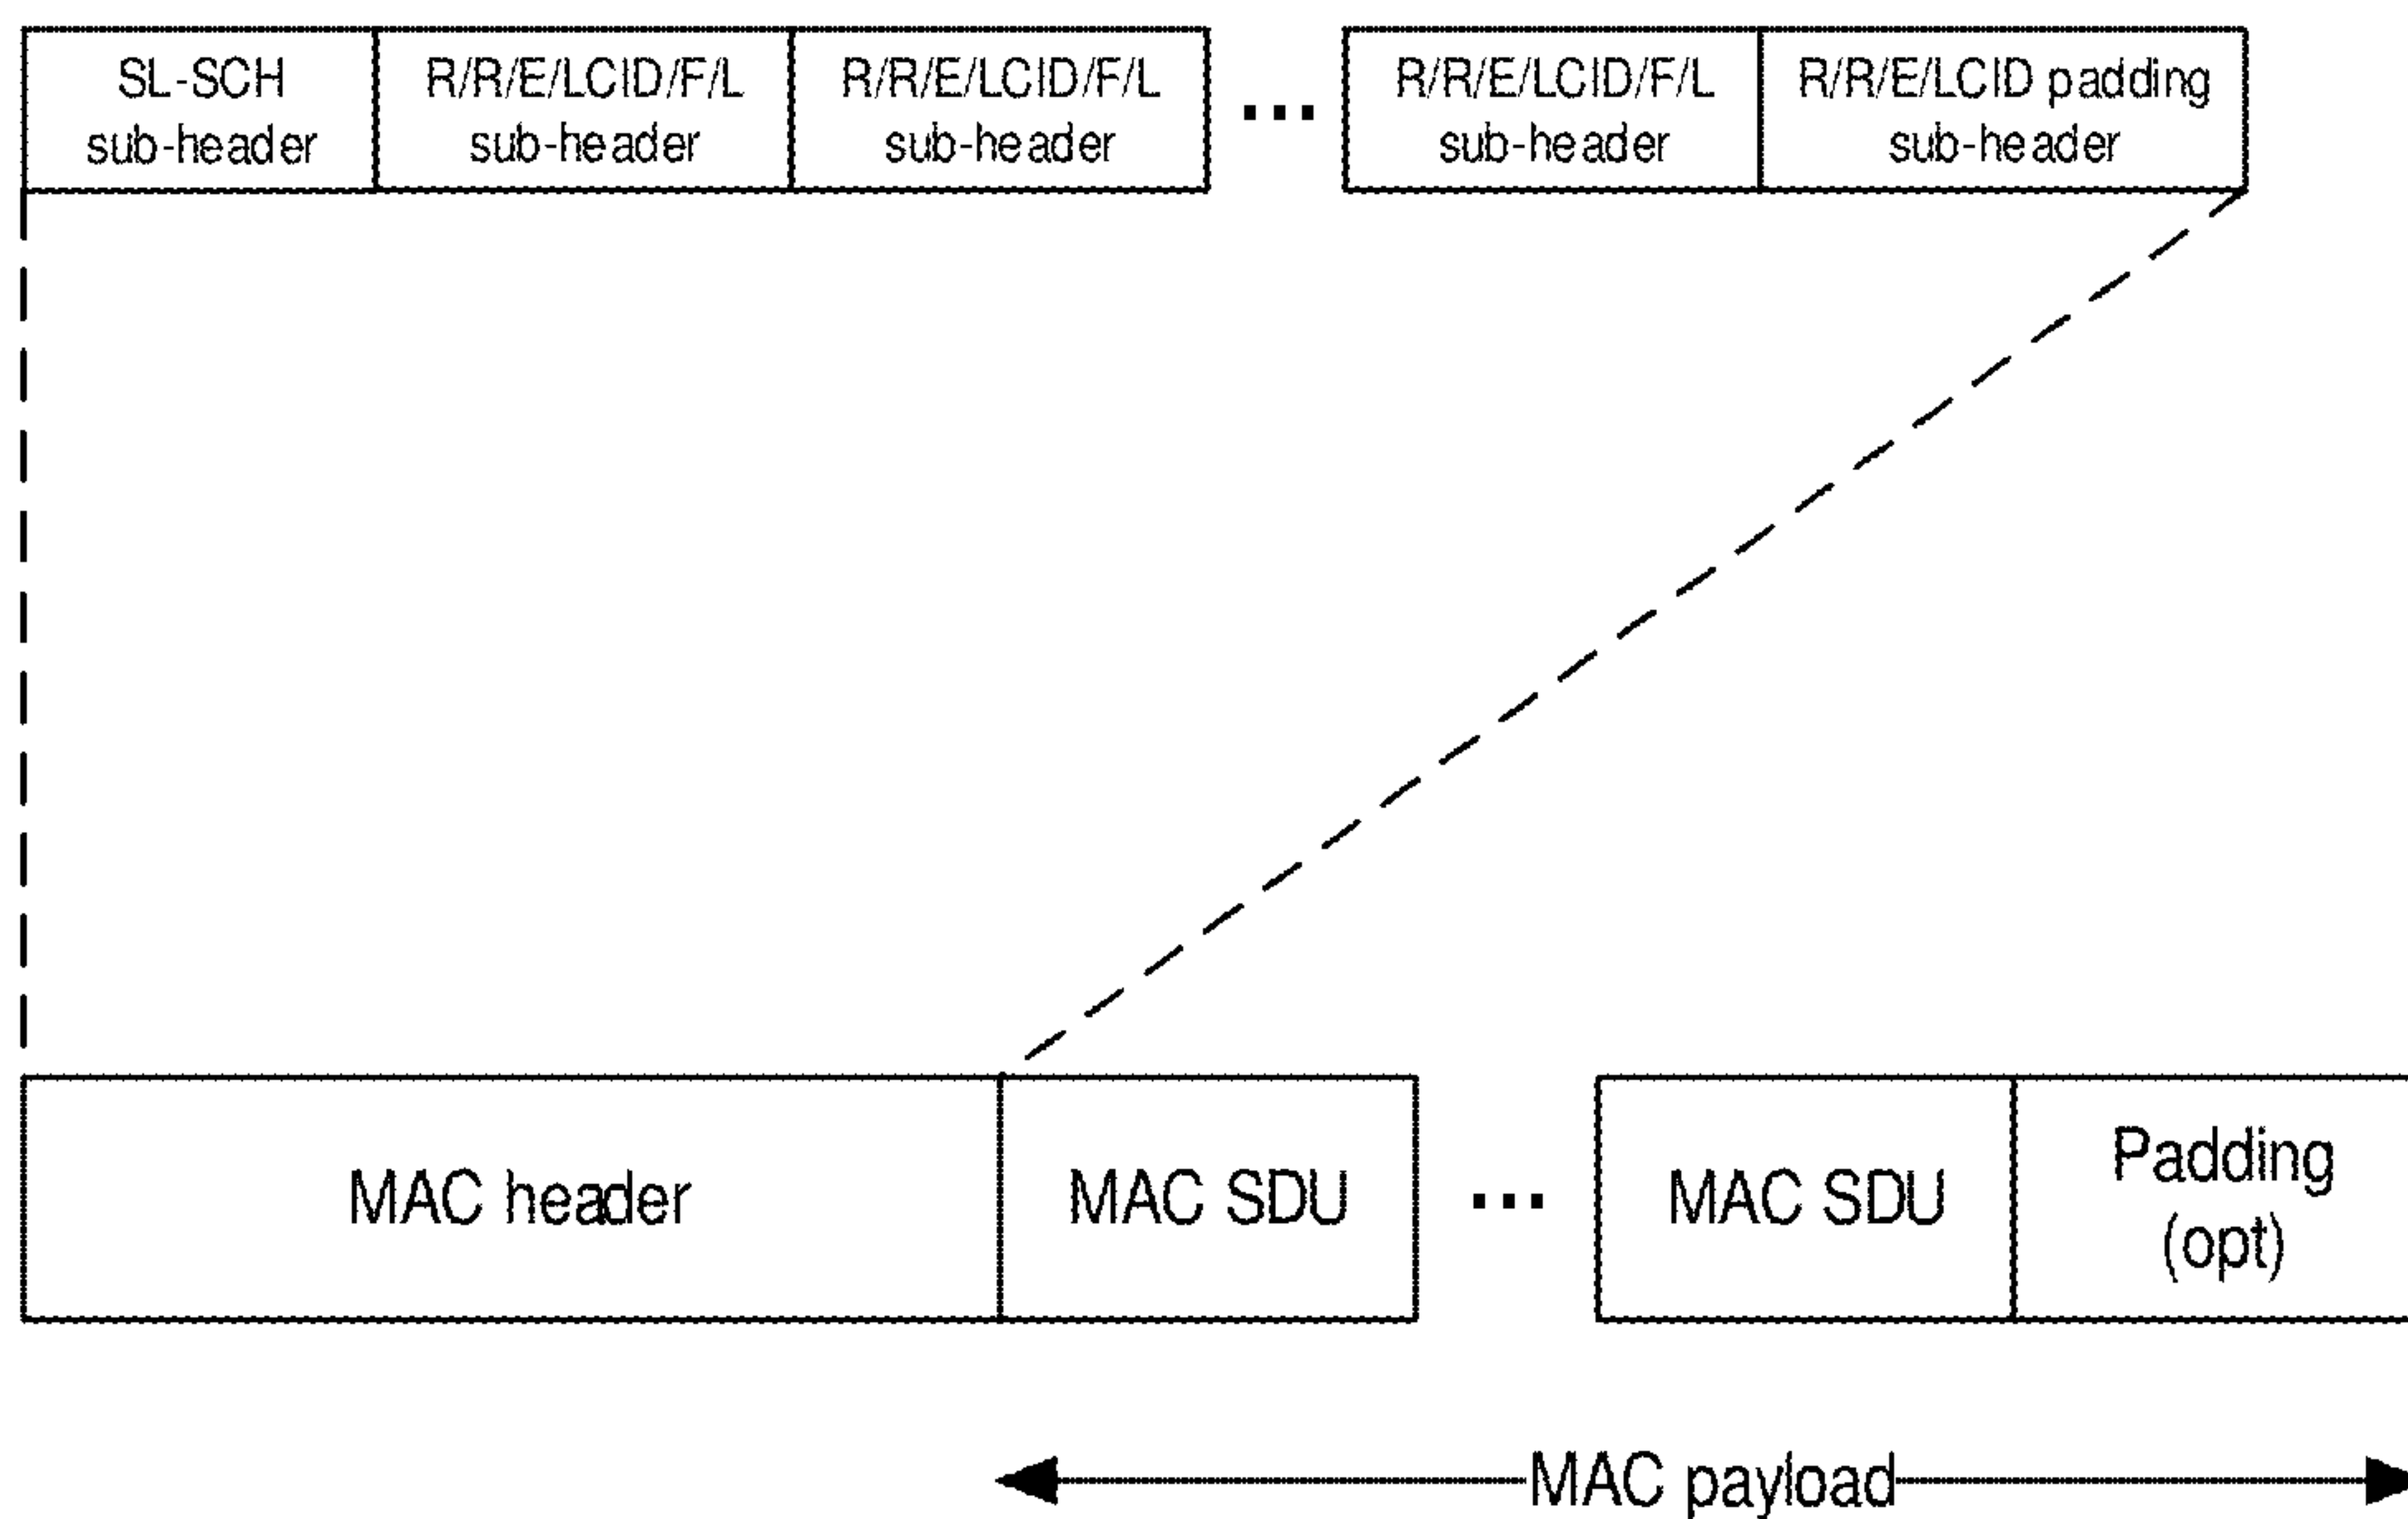 SL-SCH
sub-header
R/R/E/LCID/F/L
sub-header
R/R/E/LCID/F/L
sub-header
...
R/R/E/LCID/F/L
sub-header
R/R/E/LCID padding
sub-header
MAC header
MAC SDU
...
MAC SDU
Padding
(opt)
MAC payload